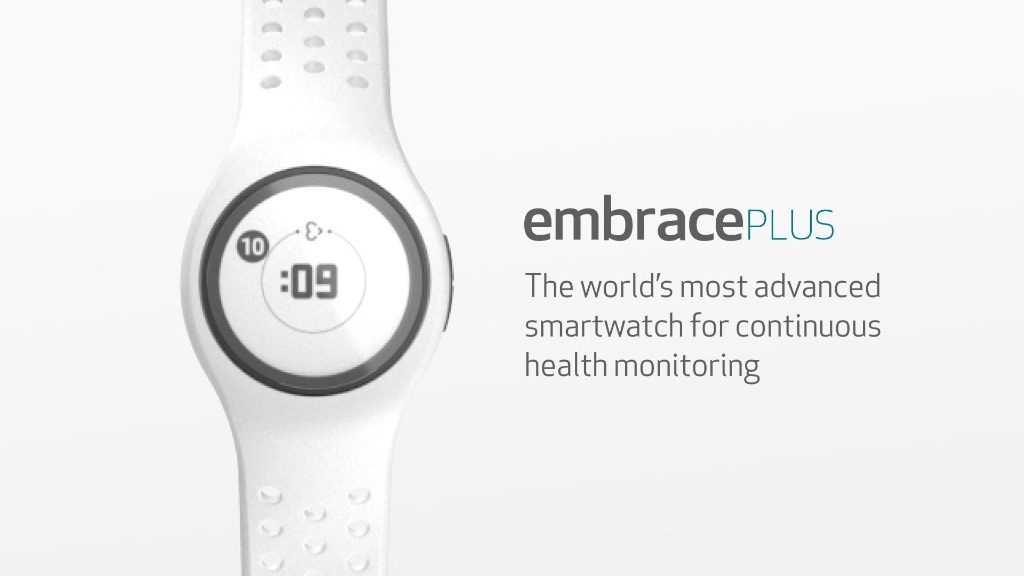 10
:09
embracePLUS
The world's most advanced
smartwatch for continuous
health monitoring